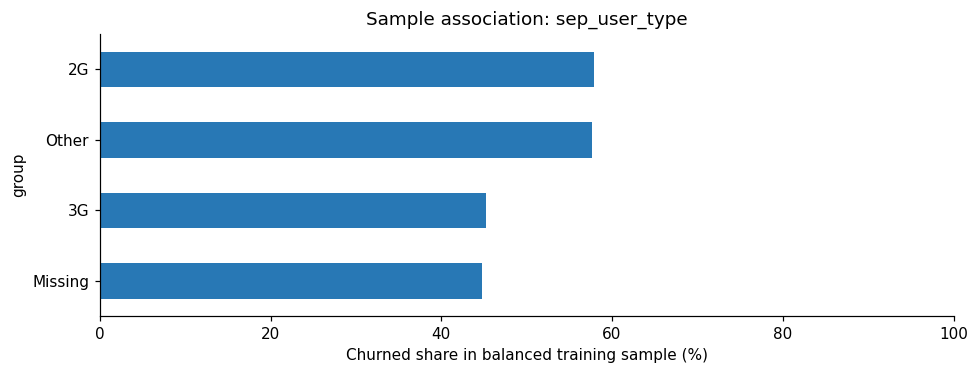 Sample association: sep_user_type
group
2G
Other
3G
Missing
0 20 40 60 80 100
Churned share in balanced training sample (%)